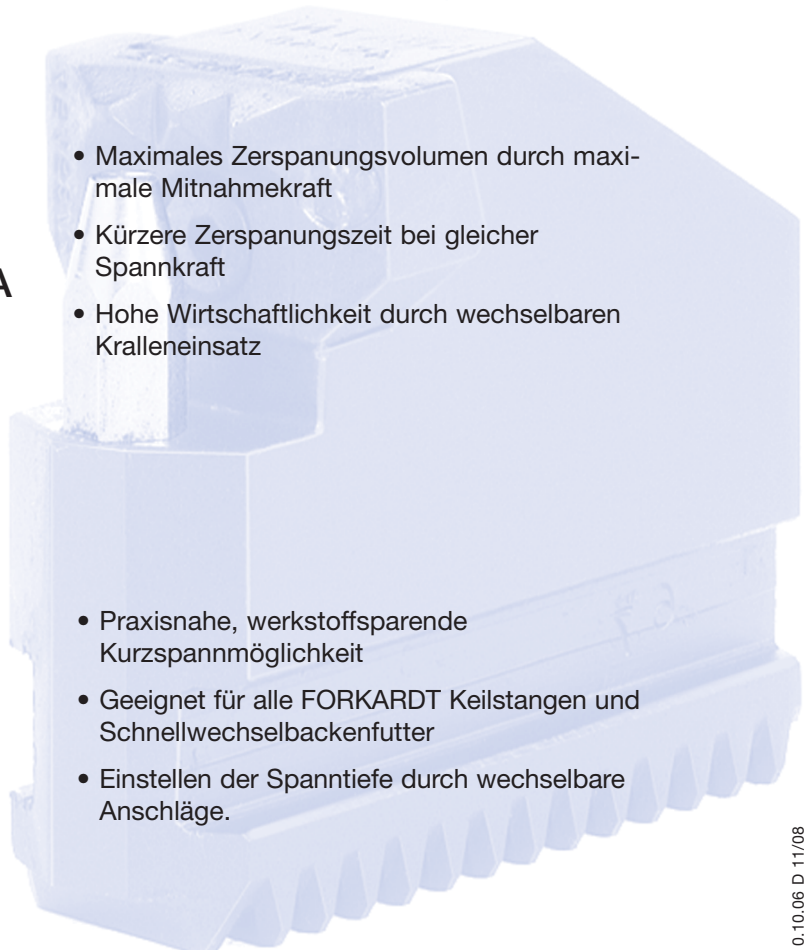 • Maximales Zerspanungsvolumen durch maxi-
male Mitnahmekraft
• Kürzere Zerspanungszeit bei gleicher
Spannkraft
A
• Hohe Wirtschaftlichkeit durch wechselbaren
Kralleneinsatz
• Praxisnahe, werkstoffsparende
Kurzspannmöglichkeit
• Geeignet für alle FORKARDT Keilstangen und
Schnellwechselbackenfutter
• Einstellen der Spanntiefe durch wechselbare
Anschläge.
0.10.06 D 11/08